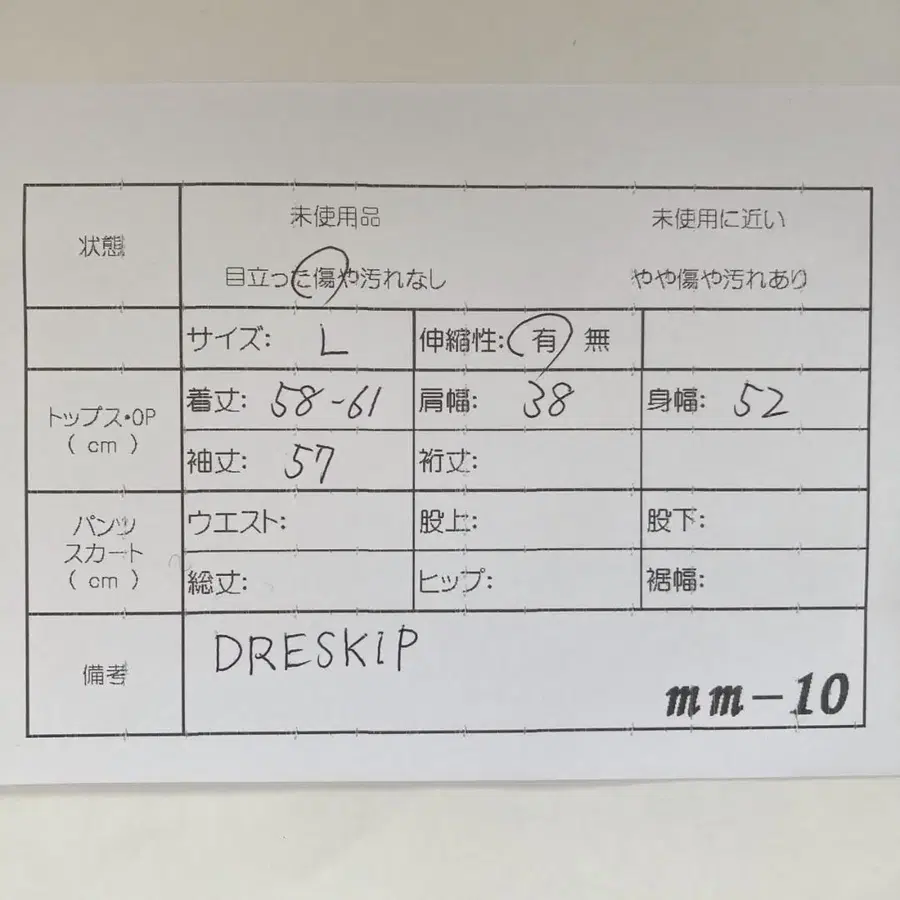 状態
未使用品 未使用に近い
目立った傷や汚れなし やや傷や汚れあり
サイズ: L 伸縮性: 有 無
トップス・OP
( cm )
着丈: 58-61 肩幅: 38 身幅: 52
袖丈: 57 裄丈:
パンツ
スカート
( cm )
ウエスト: 股上: 股下:
総丈: ヒップ: 裾幅:
備考
DRESKIP
mm-10